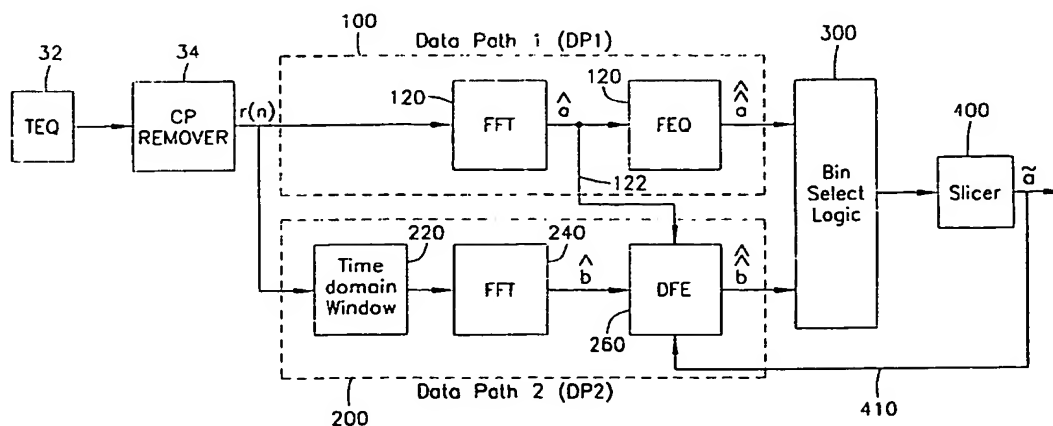 100
Data Path i (DP1)
32
34
300
TEQ
CP
REMOVER
r(n)
120
FFT
â
120
FEQ
â̂
122
Bin
Select
Logic
400
Slicer
ã
220
Time
domain
Window
240
FFT
b̂
DFE
260
b̂̂
Data Path 2 (DP2)
200
410